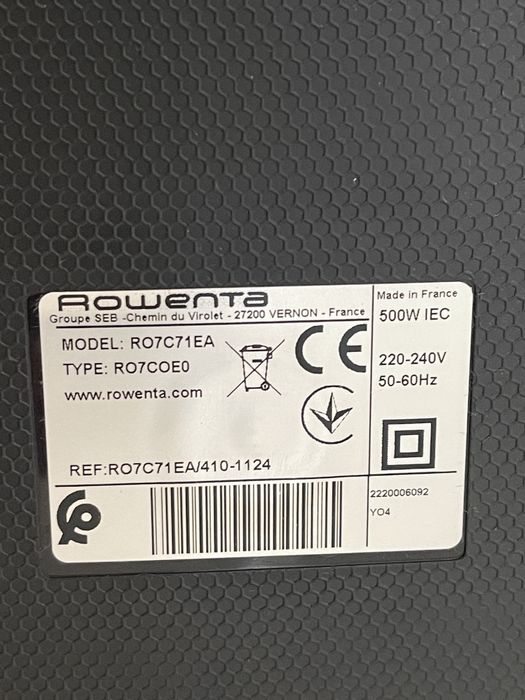 Rowenta
Groupe SEB -Chemin du Virolet - 27200 VERNON - France
MODEL: RO7C71EA
TYPE: RO7COE0
www.rowenta.com
REF:RO7C71EA/410-1124
Made in France
500W IEC
220-240V
50-60Hz
2220006092
YO4
CE